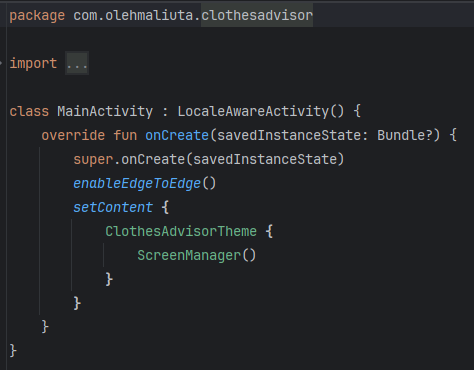 package com.olehmaliuta.clothesadvisor
import ...
class MainActivity : LocaleAwareActivity() {
override fun onCreate(savedInstanceState: Bundle?) {
super.onCreate(savedInstanceState)
enableEdgeToEdge()
setContent {
ClothesAdvisorTheme {
ScreenManager()
}
}
}
}